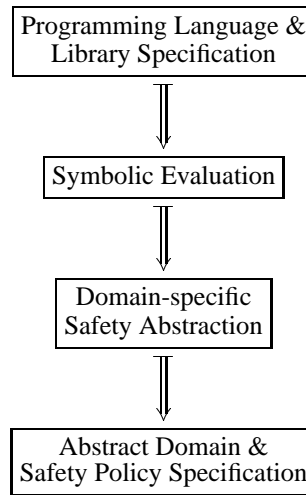 Programming Language &
Library Specification
Symbolic Evaluation
Domain-specific
Safety Abstraction
Abstract Domain &
Safety Policy Specification